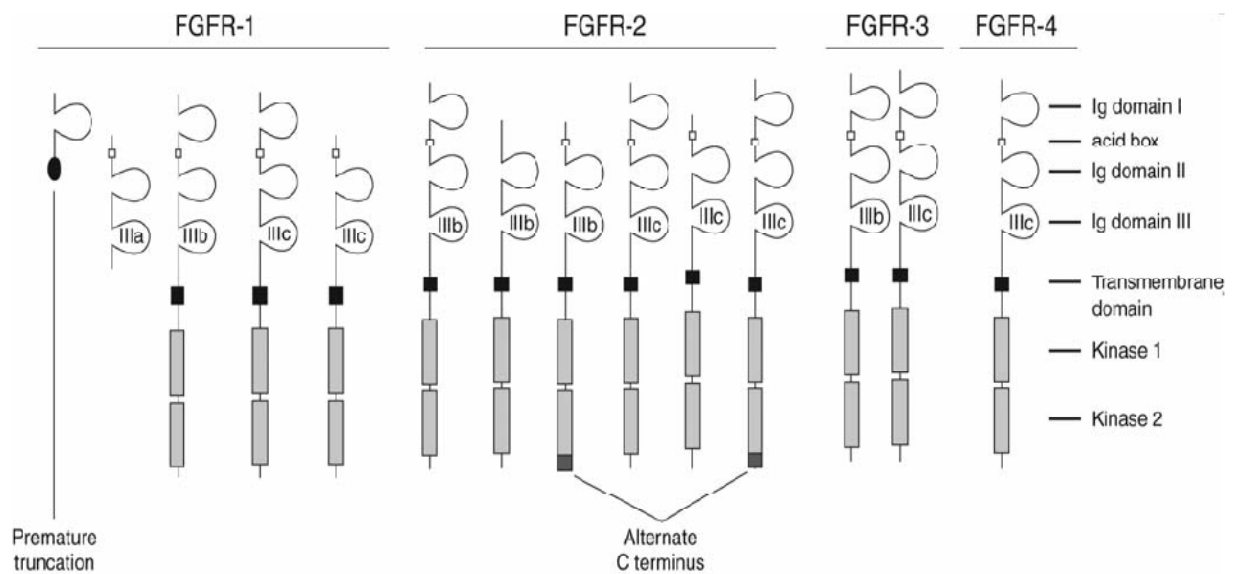 FGFR-1 FGFR-2 FGFR-3 FGFR-4
Ig domain I
acid box
Ig domain II
IIIa IIIb IIIc IIIc IIIb IIIb IIIb IIIc IIIc IIIc IIIb IIIc IIIc
Ig domain III
Transmembrane
domain
Kinase 1
Kinase 2
Premature
truncation
Alternate
C terminus